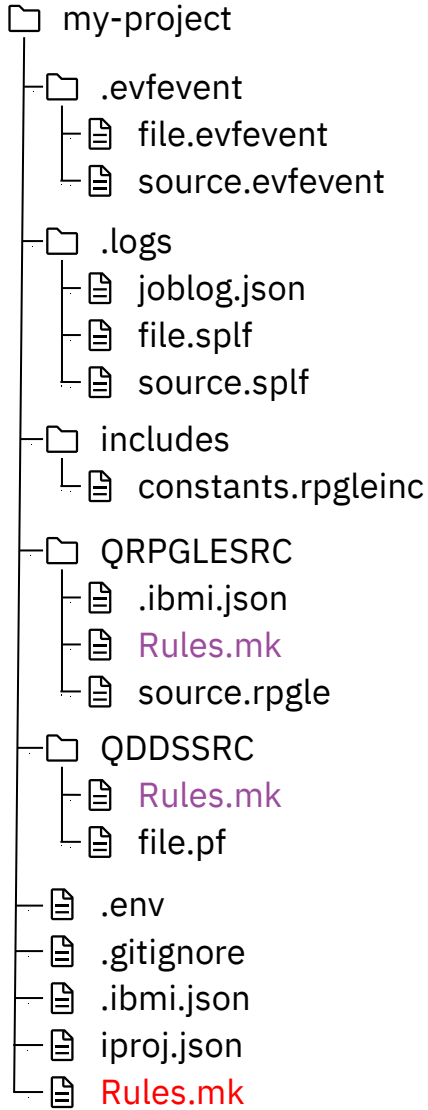 my-project
.evfevent
file.evfevent
source.evfevent
.logs
joblog.json
file.splf
source.splf
includes
constants.rpgleinc
QRPGLESRC
.ibmi.json
Rules.mk
source.rpgle
QDDSSRC
Rules.mk
file.pf
.env
.gitignore
.ibmi.json
iproj.json
Rules.mk